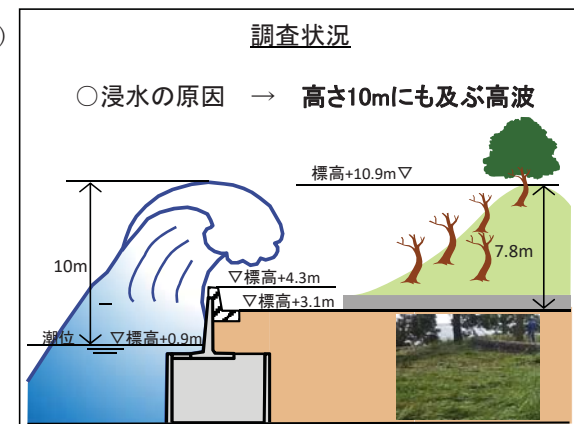 )
調査状況
○浸水の原因 → 高さ10mにも及ぶ高波
標高+10.9m▽
10m
7.8m
▽標高+4.3m
▽標高+3.1m
潮位 ▽標高+0.9m